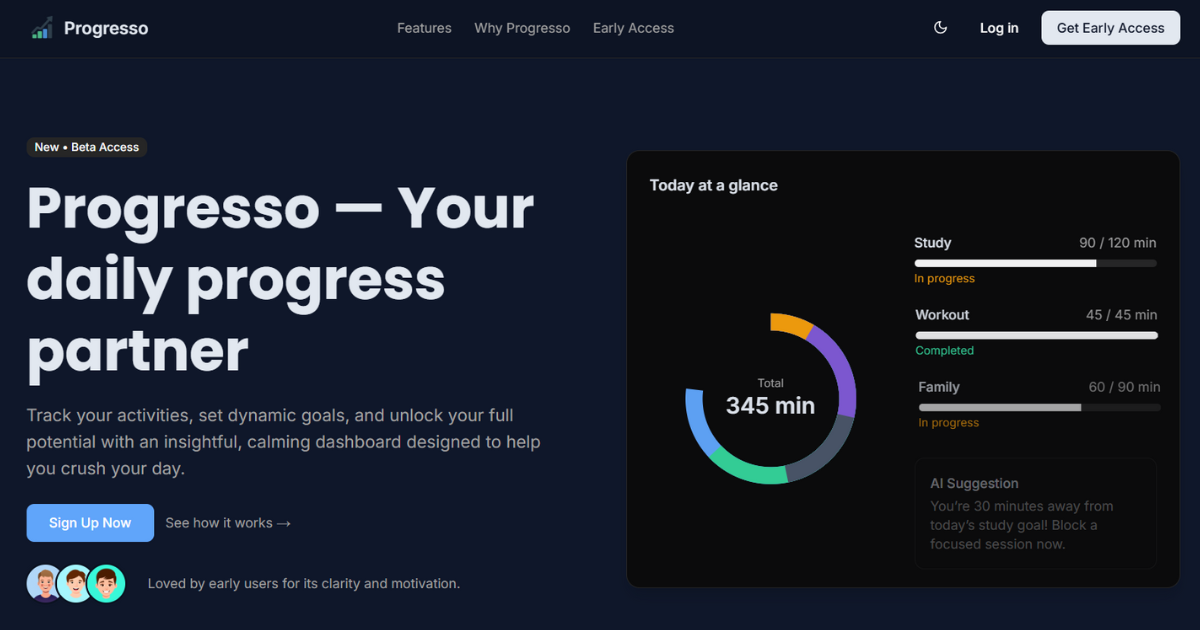 Progresso
Features
Why Progresso
Early Access
Log in
Get Early Access
New • Beta Access
Progresso — Your
daily progress
partner
Track your activities, set dynamic goals, and unlock your full
potential with an insightful, calming dashboard designed to help
you crush your day.
Sign Up Now
See how it works →
Loved by early users for its clarity and motivation.
Today at a glance
Total
345 min
Study
90 / 120 min
In progress
Workout
45 / 45 min
Completed
Family
60 / 90 min
In progress
AI Suggestion
You’re 30 minutes away from
today’s study goal! Block a
focused session now.